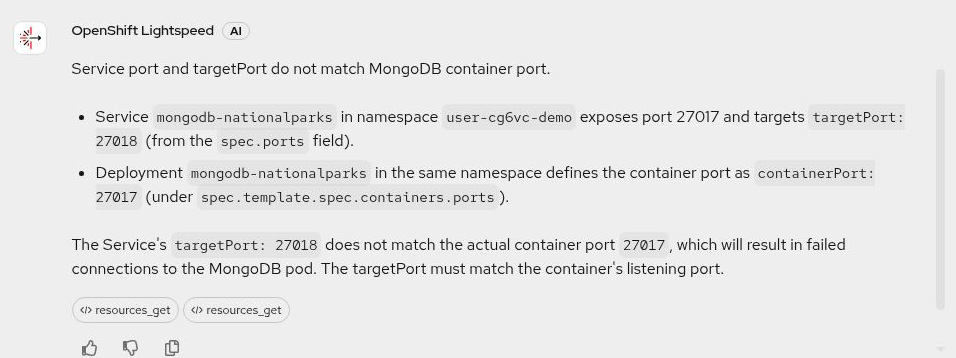 OpenShift Lightspeed AI
Service port and targetPort do not match MongoDB container port.
• Service mongodb-nationalparks in namespace user-cg6vc-demo exposes port 27017 and targets targetPort:
27018 (from the spec.ports field).
• Deployment mongodb-nationalparks in the same namespace defines the container port as containerPort:
27017 (under spec.template.spec.containers.ports ).
The Service's targetPort: 27018 does not match the actual container port 27017, which will result in failed
connections to the MongoDB pod. The targetPort must match the container's listening port.
</> resources_get </> resources_get